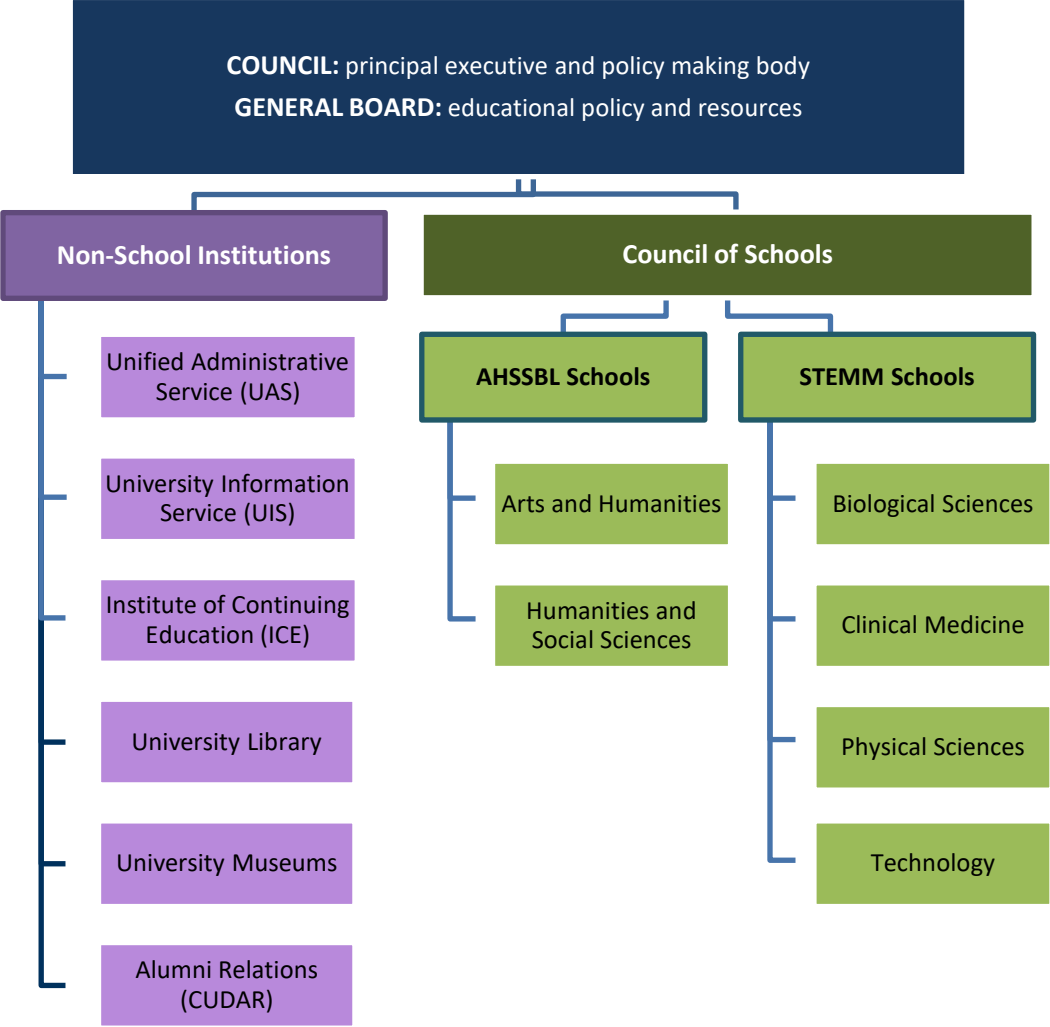 COUNCIL: principal executive and policy making body
GENERAL BOARD: educational policy and resources
Non-School Institutions
Unified Administrative
Service (UAS)
University Information
Service (UIS)
Institute of Continuing
Education (ICE)
University Library
University Museums
Alumni Relations
(CUDAR)
Council of Schools
AHSSBL Schools
Arts and Humanities
Humanities and
Social Sciences
STEMM Schools
Biological Sciences
Clinical Medicine
Physical Sciences
Technology